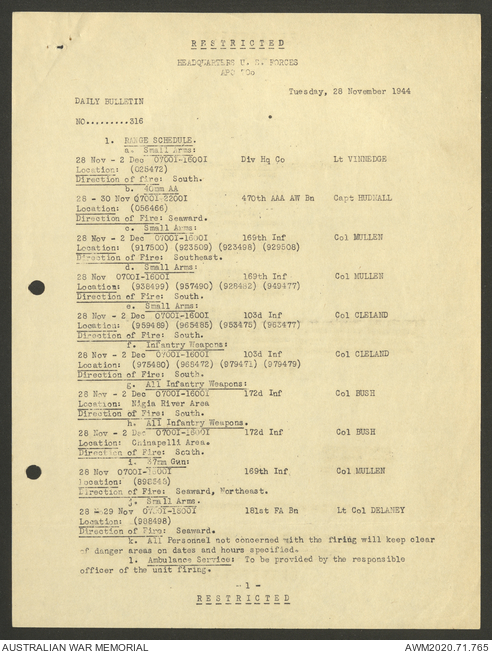 RESTRICTED
HEADQUARTERS U. S. FORCES
APO
Tuesday, 28 November 1944
DAILY BULLETIN
NO.........316
1. RANGE SCHEDULE.
a. Small Arms:
28 Nov - 2 Dec 0700I-1600I Div Hq Co Lt VINNEDGE
Location: (025472)
Direction of fire: South.
b. 40mm AA
28 - 30 Nov 0700I-2200I 470th AAA AW Bn Capt HUDNALL
Location: (056466)
Direction of Fire: Seaward.
c. Small Arms:
28 Nov - 2 Dec 0700I-1600I 169th Inf Col MULLEN
Location: (917500) (923509) (923498) (929508)
Direction of Fire: Southeast.
d. Small Arms:
28 Nov 0700I-1600I 169th Inf Col MULLEN
Location: (938499) (957490) (928482) (949477)
Direction of Fire: South.
e. Small Arms:
28 Nov - 2 Dec 0700I-1600I 103d Inf Col CLELAND
Location: (959489) (965485) (953475) (963477)
Direction of Fire: South.
f. Infantry Weapons:
28 Nov - 2 Dec 0700I-1600I 103d Inf Col CLELAND
Location: (975480) (965472) (979471) (979479)
Direction of Fire: South.
g. All Infantry Weapons:
28 Nov - 2 Dec 0700I-1600I 172d Inf Col BUSH
Location: Nigia River Area
Direction of Fire: South.
h. All Infantry Weapons.
28 Nov - 2 Dec 0700I-1600I 172d Inf Col BUSH
Location: Chinapelli Area.
Direction of Fire: South.
i. 37mm Gun:
28 Nov 0700I-1800I 169th Inf Col MULLEN
Location:
Direction of Fire: Seaward, Northeast.
j. Small Arms.
28 - 29 Nov 0700I-1800I 181st FA Bn Lt Col DELANEY
Location: (988498)
Direction of Fire: Seaward.
k. All Personnel not concerned with the firing will keep clear
of danger areas on dates and hours specified.
l. Ambulance Service: To be provided by the responsible
officer of the unit firing.
-1-
RESTRICTED
AUSTRALIAN WAR MEMORIAL AWM2020.71.765